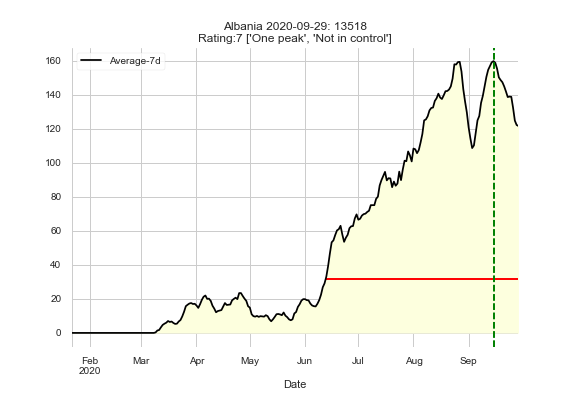 Albania 2020-09-29: 13518
Rating:7 ['One peak', 'Not in control']
Average-7d
160
140
120
100
80
60
40
20
0
Feb Mar Apr May Jun Jul Aug Sep
2020
Date